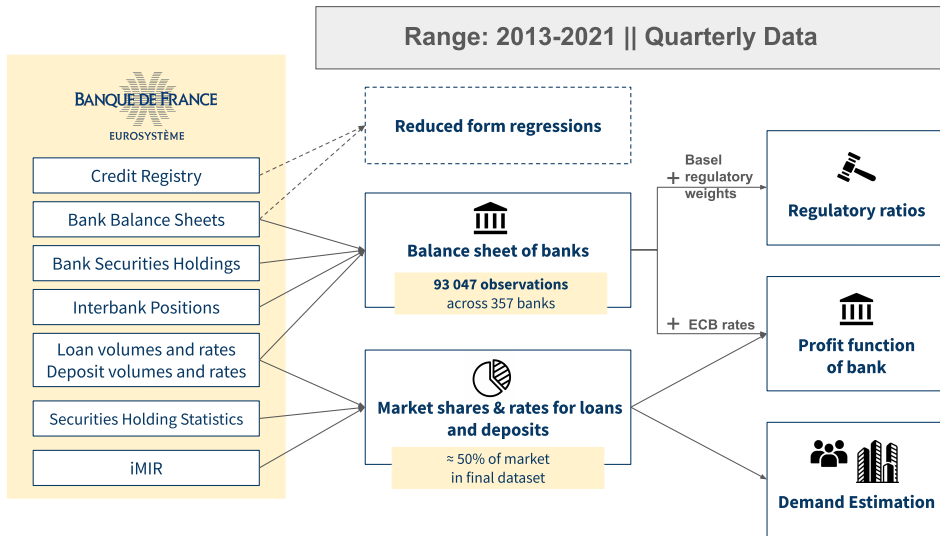 Range: 2013-2021 || Quarterly Data
BANQUE DE FRANCE
EUROSYSTÈME
Credit Registry
Bank Balance Sheets
Bank Securities Holdings
Interbank Positions
Loan volumes and rates
Deposit volumes and rates
Securities Holding Statistics
iMIR
Reduced form regressions
Balance sheet of banks
93 047 observations
across 357 banks
Market shares & rates for loans
and deposits
≈ 50% of market
in final dataset
Basel
+ regulatory
weights
+ ECB rates
Regulatory ratios
Profit function
of bank
Demand Estimation